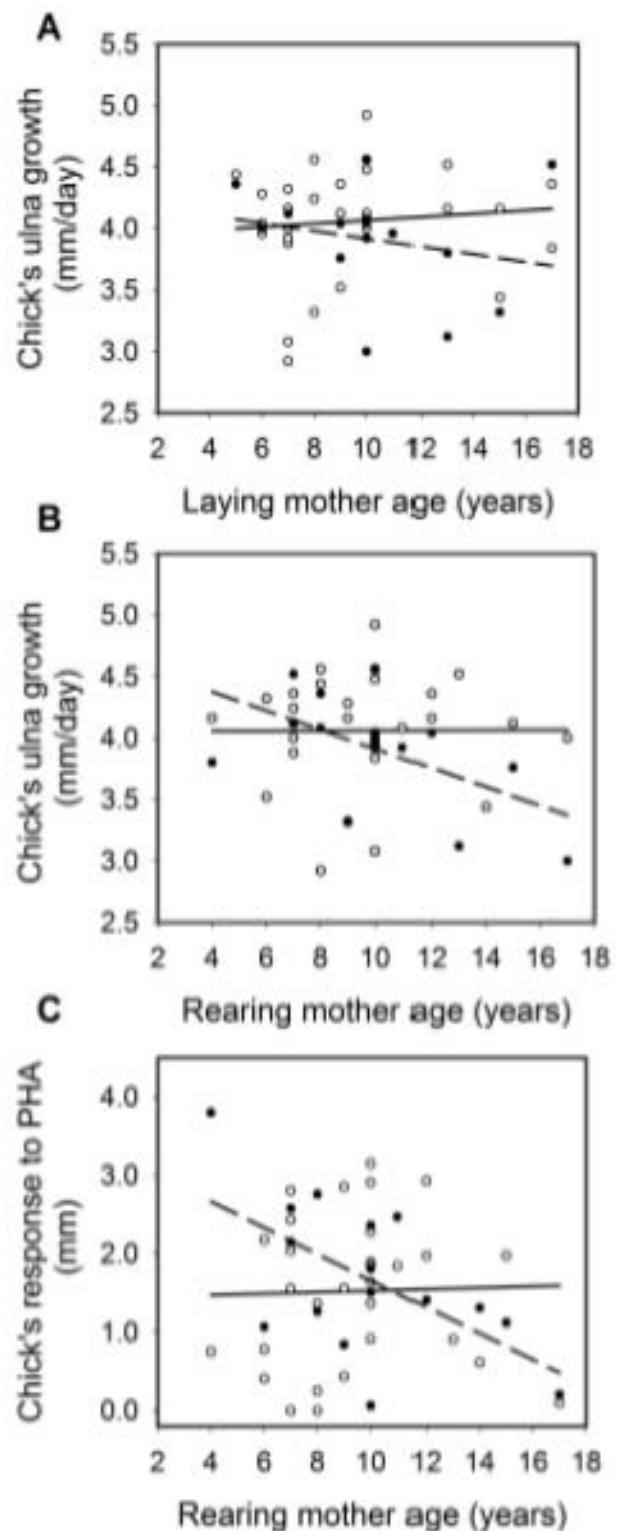 A
Chick's ulna growth
(mm/day)
5.5
5.0
4.5
4.0
3.5
3.0
2.5
2 4 6 8 10 12 14 16 18
Laying mother age (years)
B
Chick's ulna growth
(mm/day)
5.5
5.0
4.5
4.0
3.5
3.0
2.5
2 4 6 8 10 12 14 16 18
Rearing mother age (years)
C
Chick's response to PHA
(mm)
4.0
3.0
2.0
1.0
0.0
2 4 6 8 10 12 14 16 18
Rearing mother age (years)